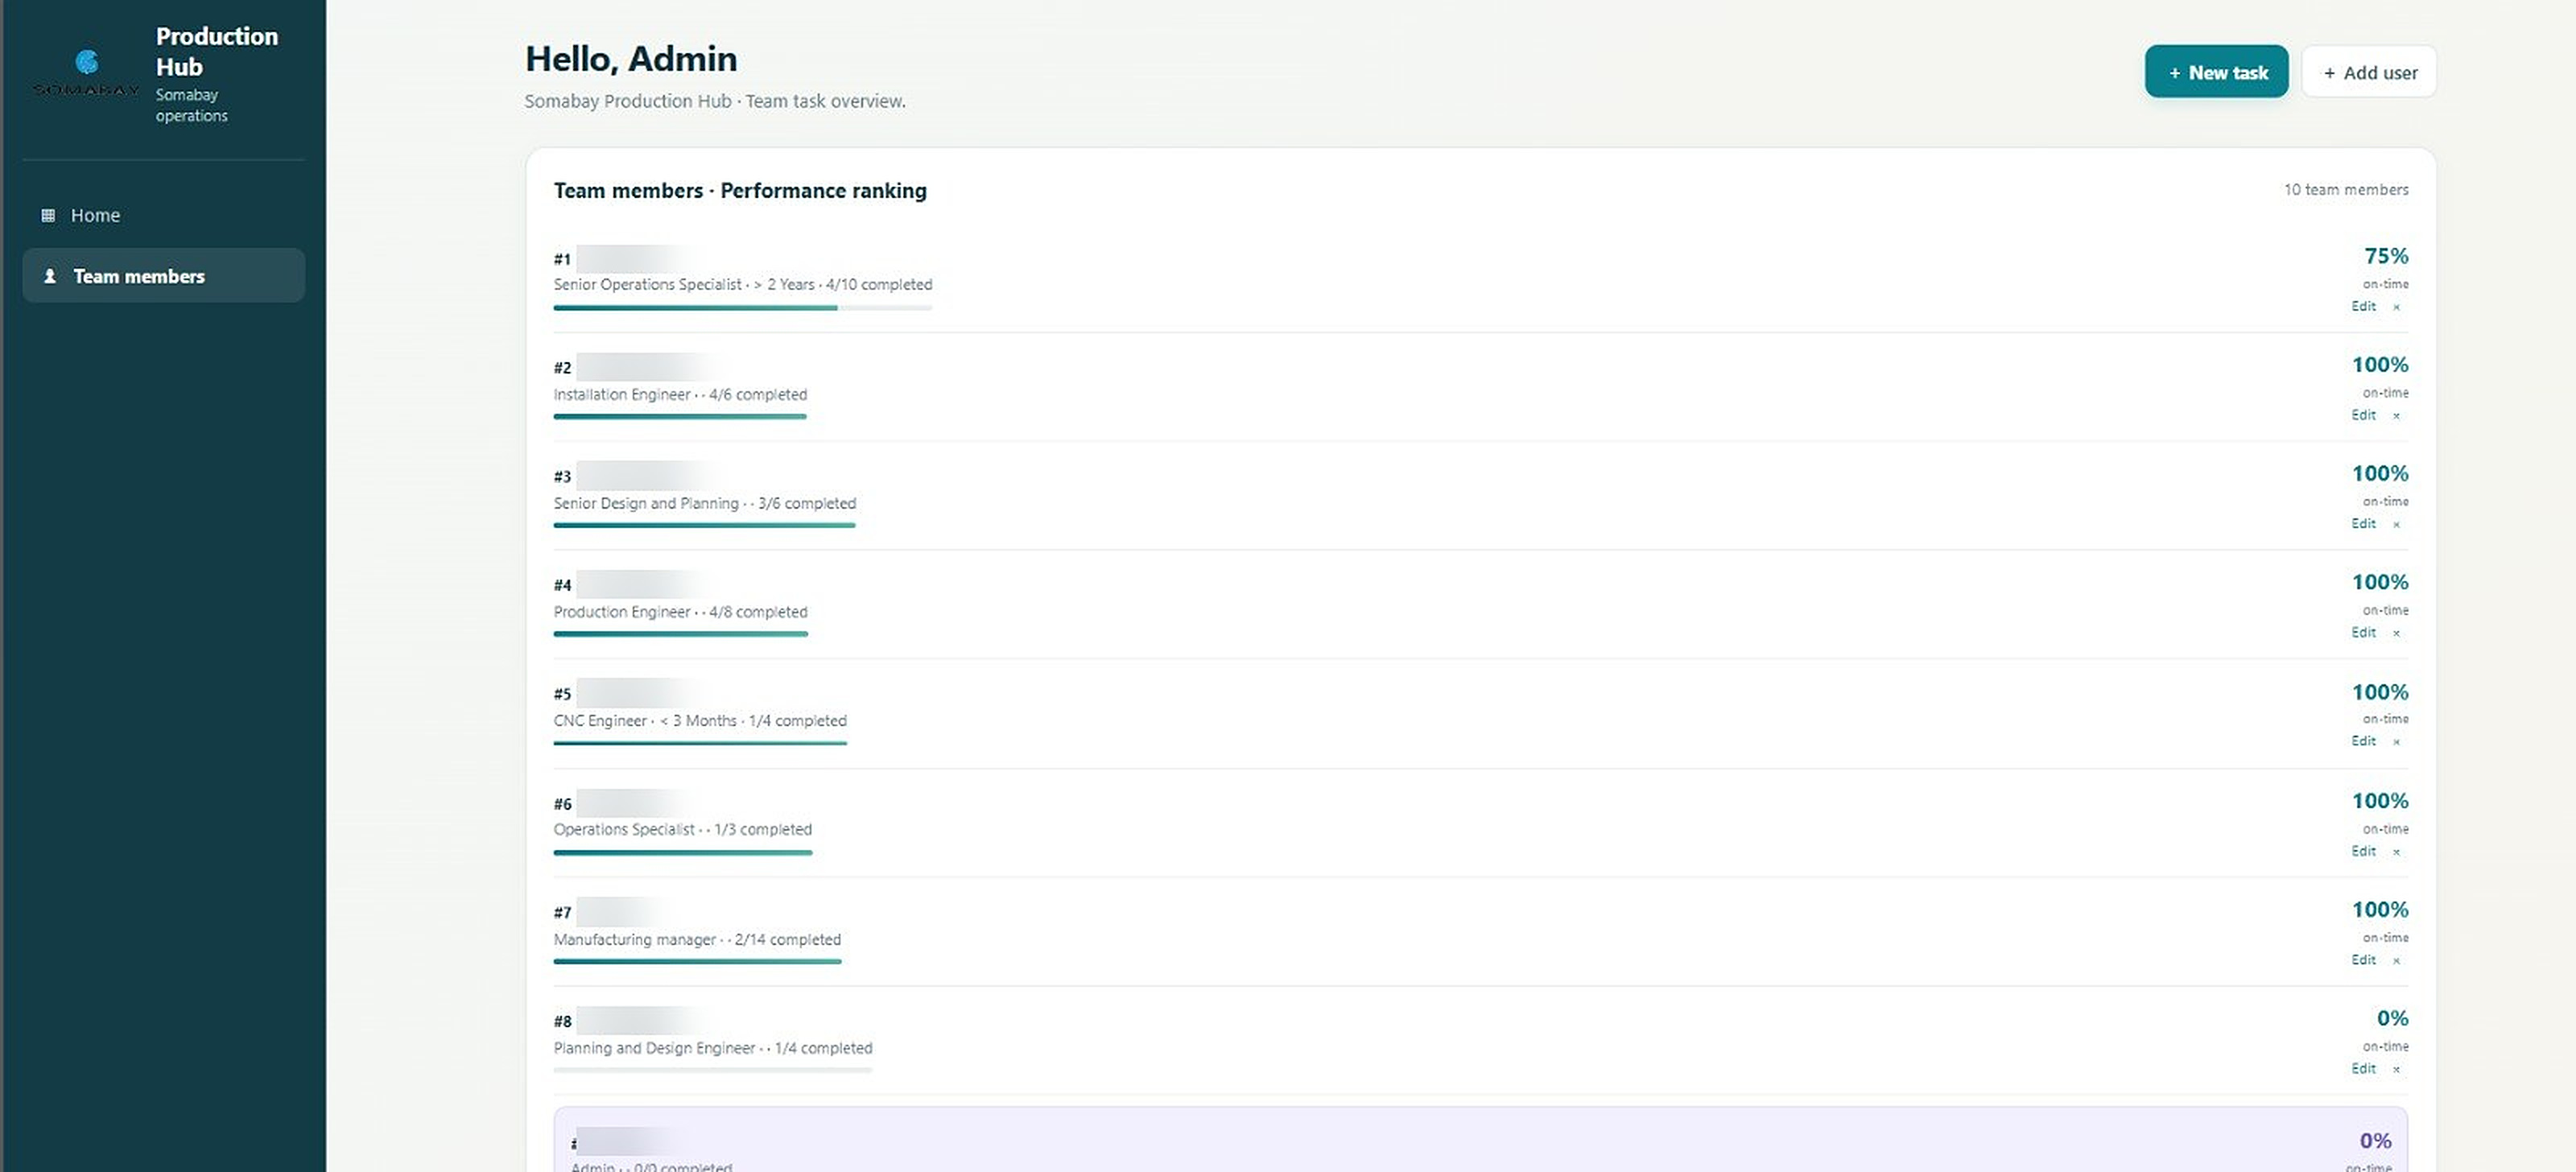 SOMABAY
Production
Hub
Somabay
operations
Home
Team members
Hello, Admin
Somabay Production Hub · Team task overview.
+ New task
+ Add user
Team members · Performance ranking
10 team members
#1
75%
Senior Operations Specialist · > 2 Years · 4/10 completed
on-time
Edit ×
#2
100%
Installation Engineer · · 4/6 completed
on-time
Edit ×
#3
100%
Senior Design and Planning · · 3/6 completed
on-time
Edit ×
#4
100%
Production Engineer · · 4/8 completed
on-time
Edit ×
#5
100%
CNC Engineer · < 3 Months · 1/4 completed
on-time
Edit ×
#6
100%
Operations Specialist · · 1/3 completed
on-time
Edit ×
#7
100%
Manufacturing manager · · 2/14 completed
on-time
Edit ×
#8
0%
Planning and Design Engineer · · 1/4 completed
on-time
Edit ×
0%
Admin · · 0/0 completed
on-time